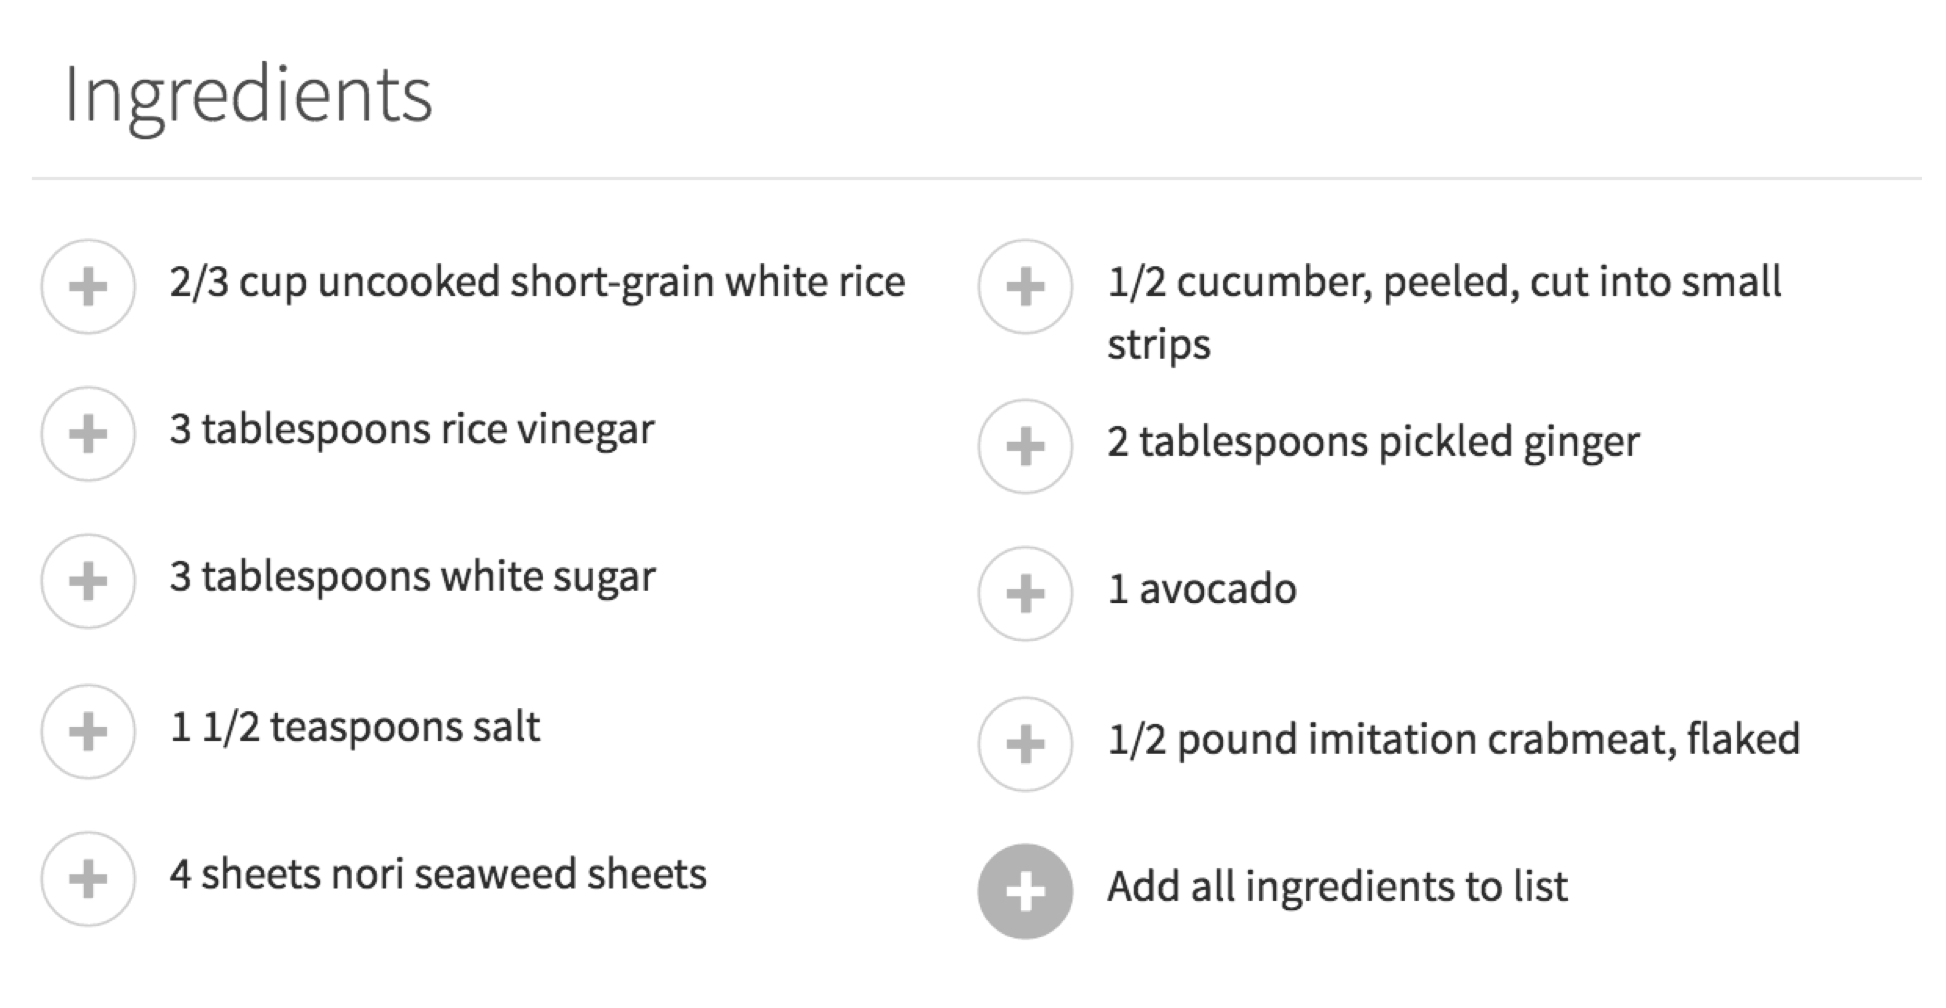 Ingredients
2/3 cup uncooked short-grain white rice
3 tablespoons rice vinegar
3 tablespoons white sugar
1 1/2 teaspoons salt
4 sheets nori seaweed sheets
1/2 cucumber, peeled, cut into small
strips
2 tablespoons pickled ginger
1 avocado
1/2 pound imitation crabmeat, flaked
Add all ingredients to list